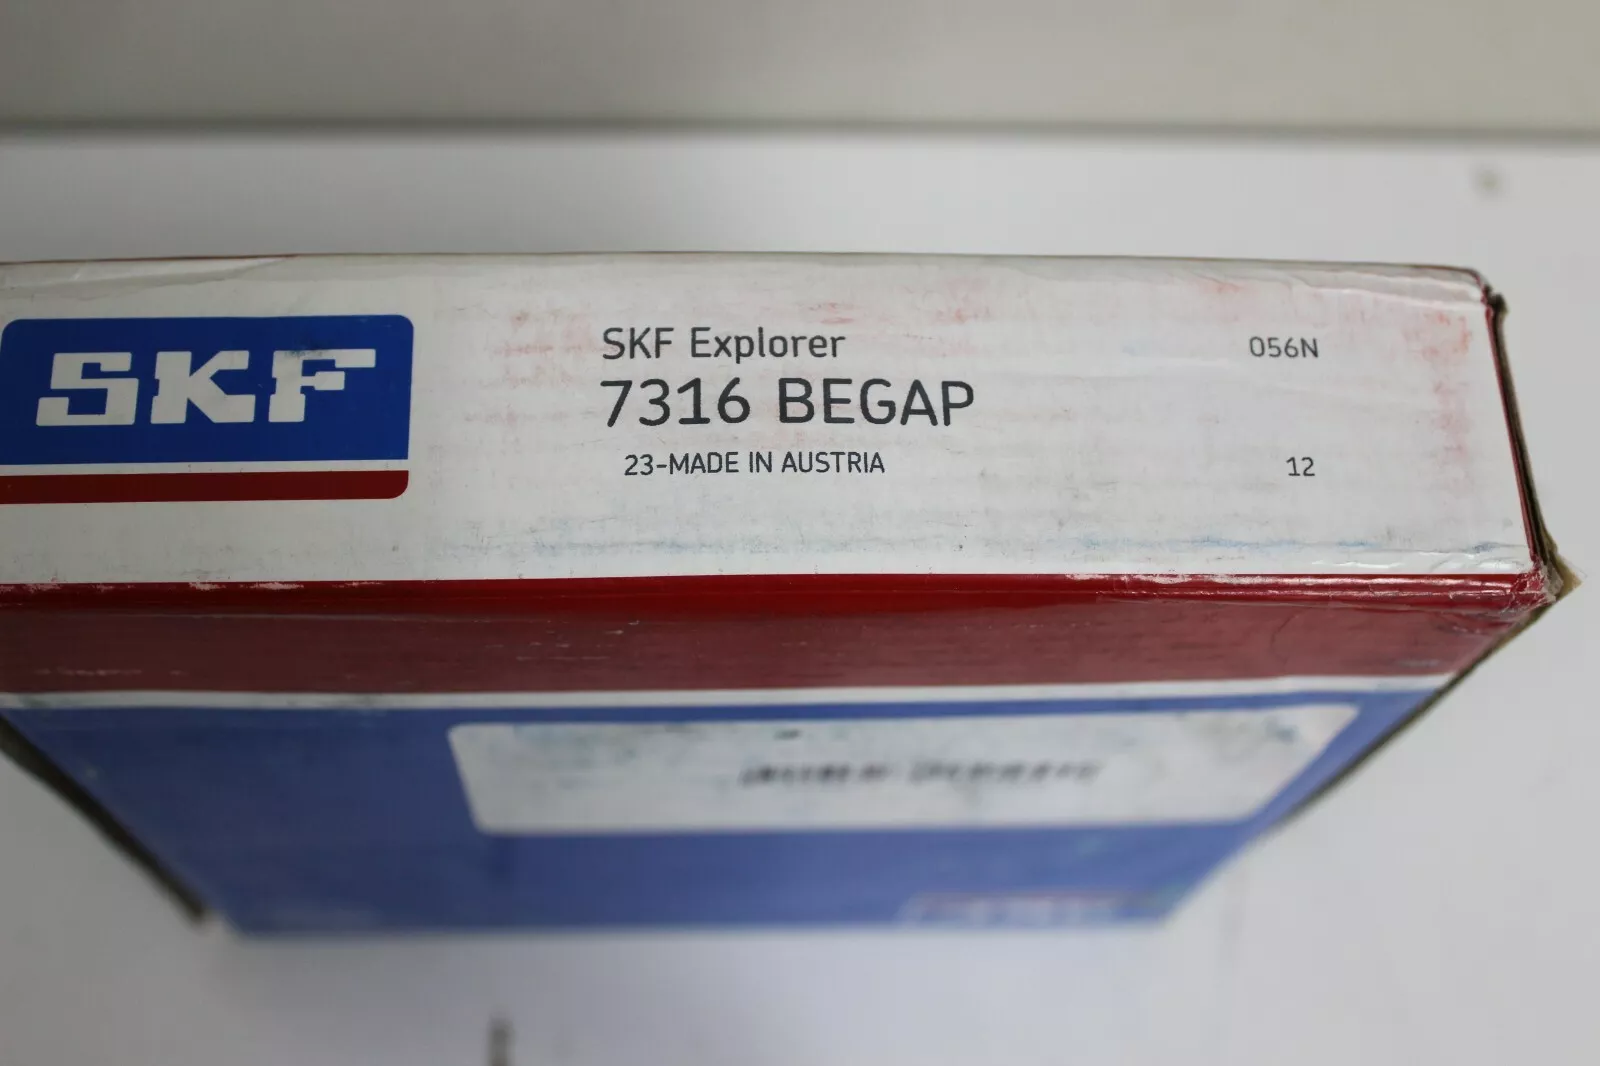 SKF
SKF Explorer
056N
7316 BEGAP
23-MADE IN AUSTRIA
12